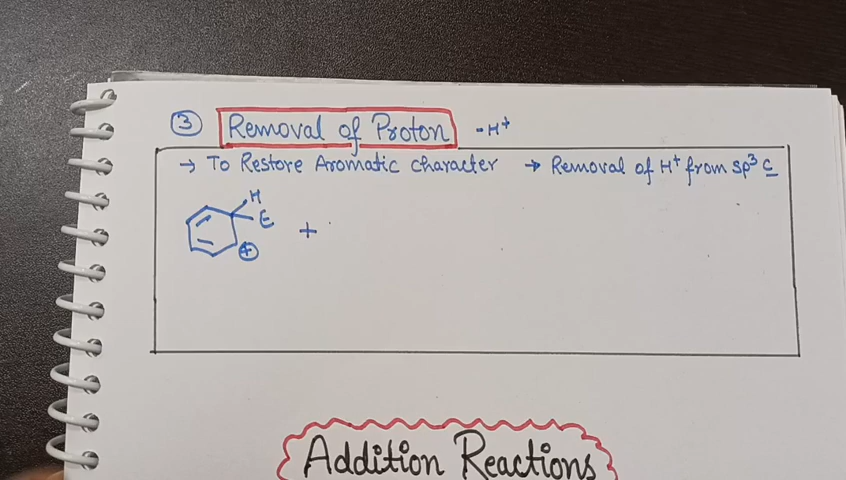 ③ Removal of Proton -H⁺
→ To Restore Aromatic character → Removal of H⁺ from sp³ C
H
E
+
⊕
Addition Reactions